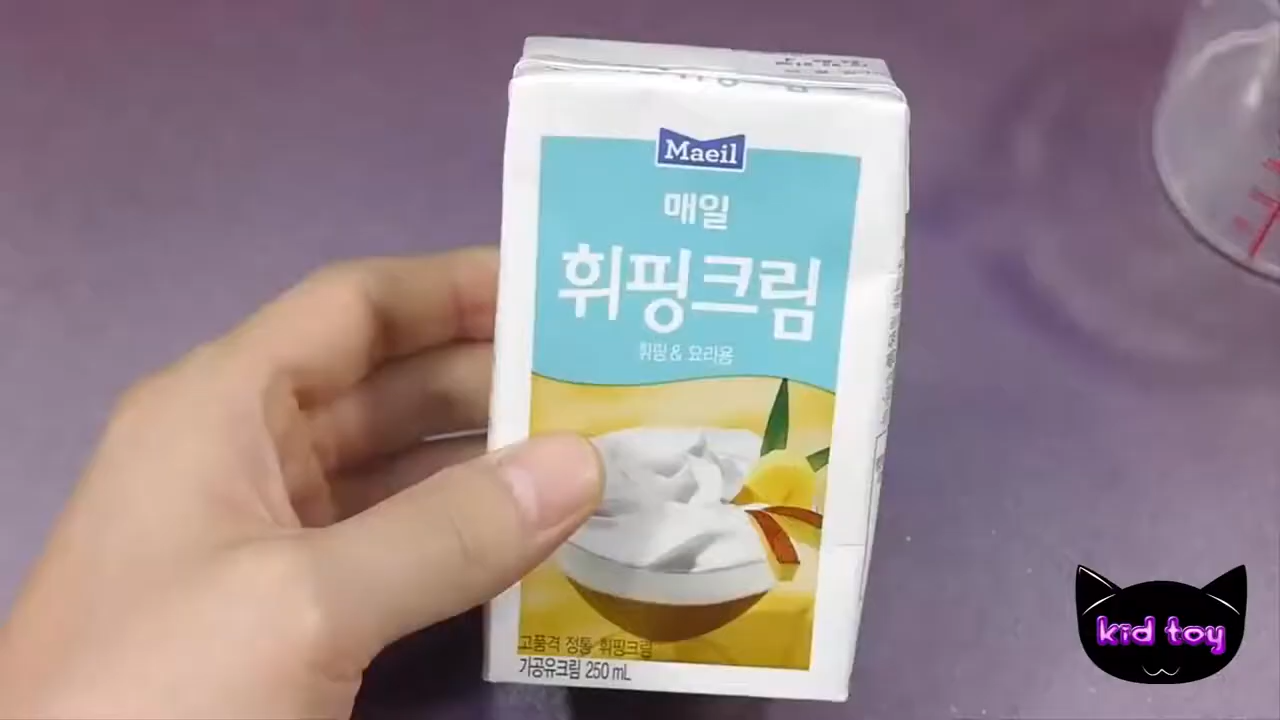 Maeil
매일
휘핑크림
휘핑 & 요리용
고품격 정통 휘핑크림
가공유크림 250 mL
kid toy